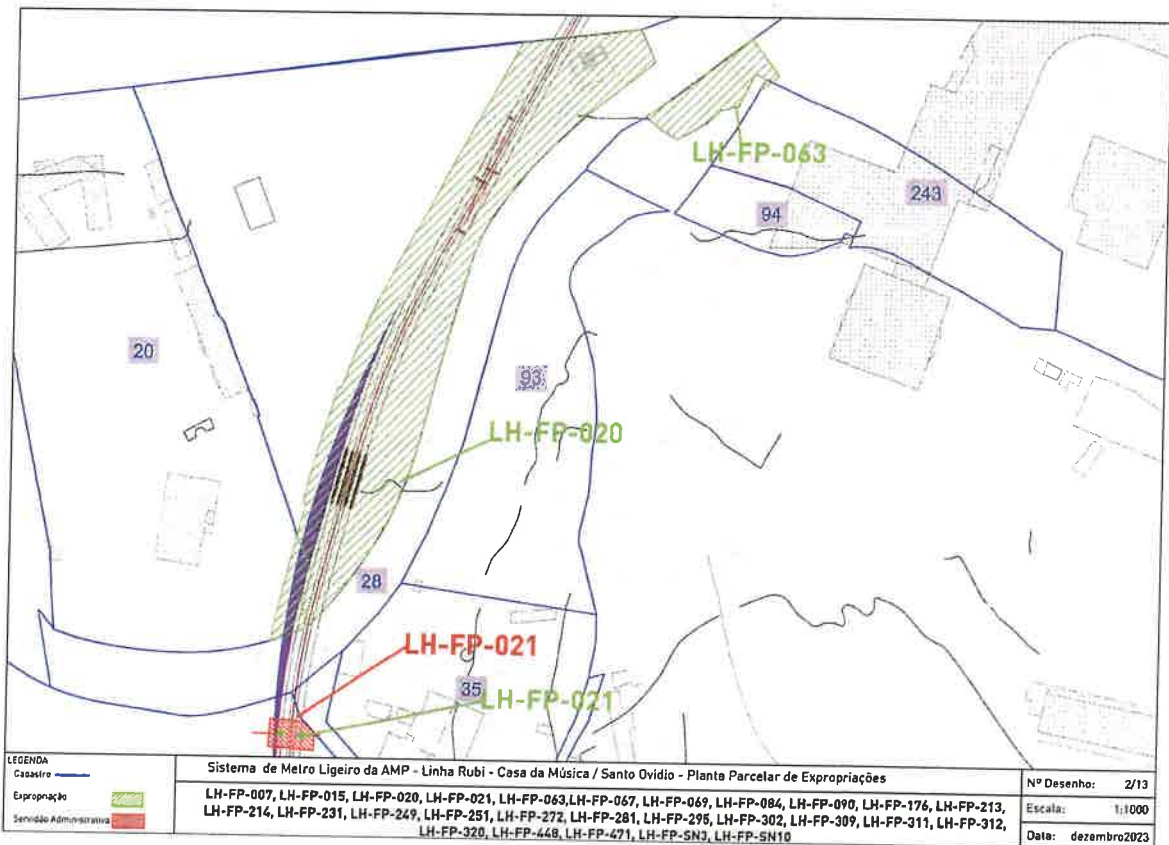 LH-FP-063
243
94
20
93
LH-FP-020
28
LH-FP-021
35
LH-FP-021
LEGENDA
Cadastro
Expropriação
Servidão Administrativa
Sistema de Metro Ligeiro da AMP - Linha Rubi - Casa da Música / Santo Ovídio - Planta Parcelar de Expropriações
LH-FP-007, LH-FP-015, LH-FP-020, LH-FP-021, LH-FP-063,LH-FP-067, LH-FP-069, LH-FP-084, LH-FP-090, LH-FP-176, LH-FP-213,
LH-FP-214, LH-FP-231, LH-FP-249, LH-FP-251, LH-FP-272, LH-FP-281, LH-FP-295, LH-FP-302, LH-FP-309, LH-FP-311, LH-FP-312,
LH-FP-320, LH-FP-448, LH-FP-471, LH-FP-SN3, LH-FP-SN10
Nº Desenho: 2/13
Escala: 1:1000
Data: dezembro2023